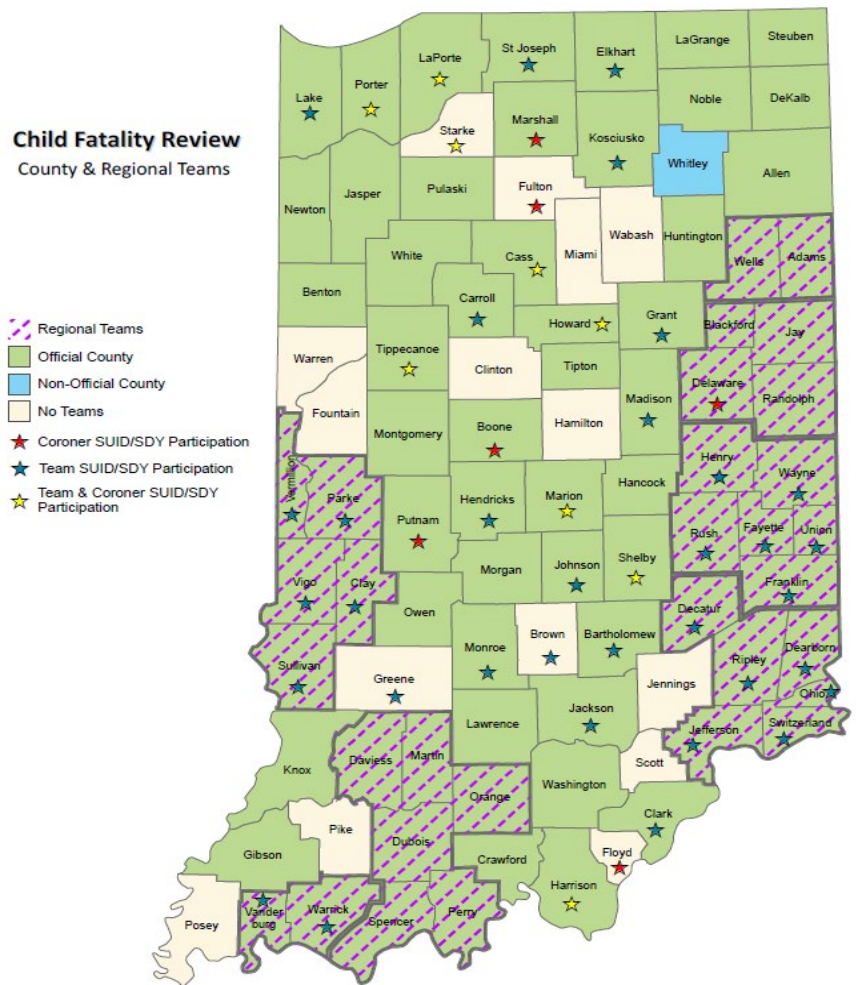 Child Fatality Review
County & Regional Teams
Regional Teams
Official County
Non-Official County
No Teams
Coroner SUID/SDY Participation
Team SUID/SDY Participation
Team & Coroner SUID/SDY
Participation
Lake
Porter
LaPorte
St Joseph
Elkhart
LaGrange
Steuben
Noble
DeKalb
Starke
Marshall
Kosciusko
Whitley
Allen
Newton
Jasper
Pulaski
Fulton
Miami
Wabash
Huntington
Wells
Adams
White
Cass
Benton
Carroll
Howard
Grant
Blackford
Jay
Warren
Tippecanoe
Clinton
Tipton
Fountain
Hamilton
Madison
Delaware
Randolph
Montgomery
Boone
Vermillion
Parke
Putnam
Hendricks
Marion
Hancock
Henry
Wayne
Rush
Fayette
Union
Vigo
Clay
Morgan
Johnson
Shelby
Franklin
Owen
Decatur
Sullivan
Greene
Monroe
Brown
Bartholomew
Ripley
Dearborn
Ohio
Jennings
Jefferson
Switzerland
Lawrence
Jackson
Knox
Daviess
Martin
Orange
Washington
Scott
Clark
Pike
Dubois
Gibson
Crawford
Floyd
Harrison
Posey
Vander
burg
Warrick
Spencer
Perry